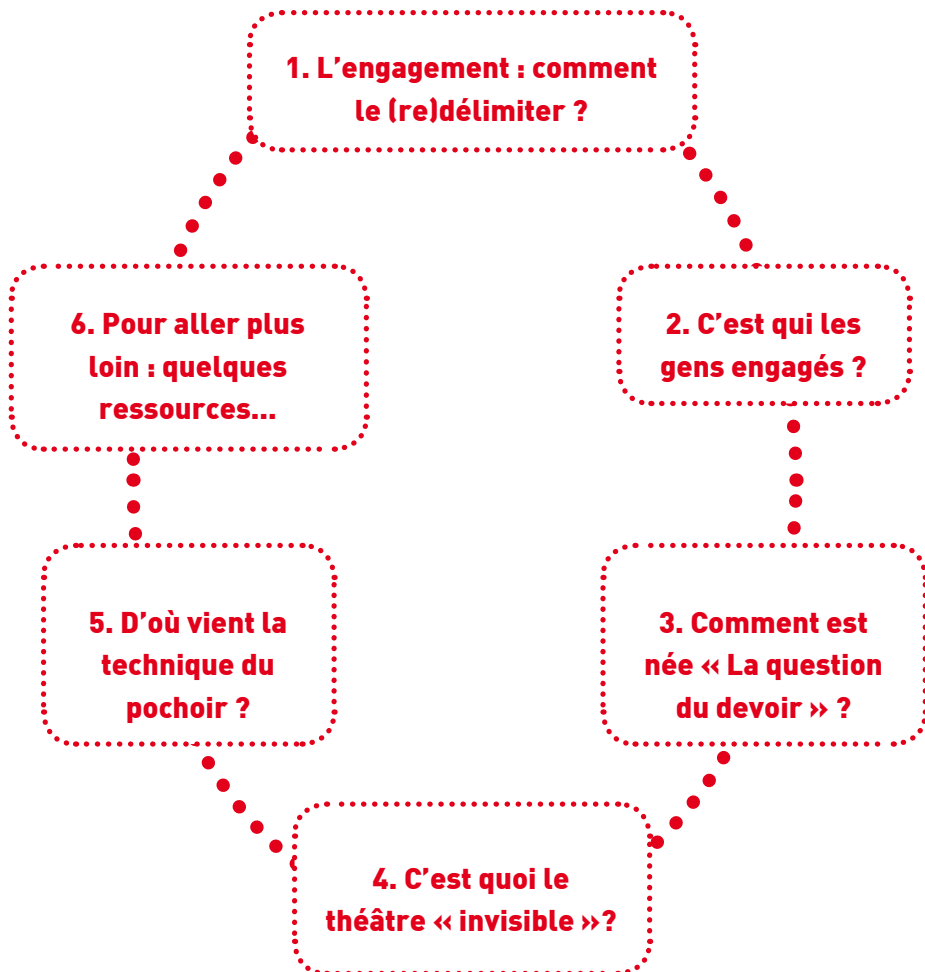 1. L'engagement : comment
le (re)délimiter ?
2. C'est qui les
gens engagés ?
3. Comment est
née « La question
du devoir » ?
4. C'est quoi le
théâtre « invisible »?
5. D'où vient la
technique du
pochoir ?
6. Pour aller plus
loin : quelques
ressources...